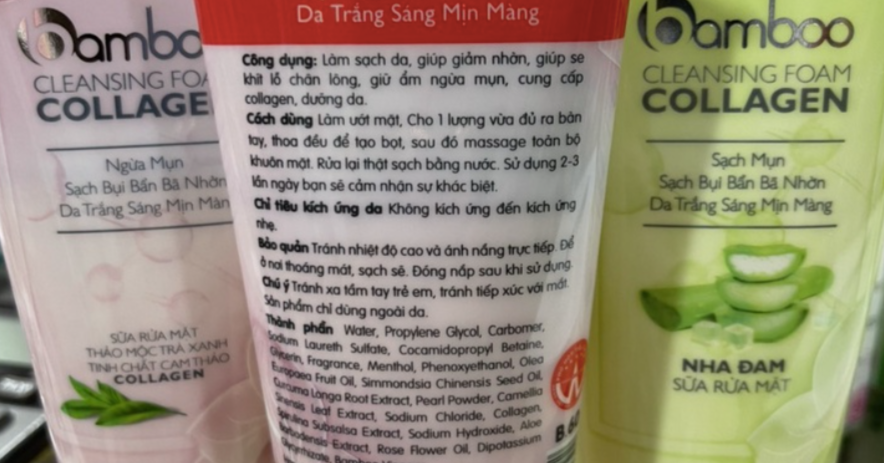 bamboo
CLEANSING FOA
COLLAGEN
Ngừa Mụn
Sạch Bụi Bẩn Bã Nhờn
Da Trắng Sáng Mịn Màn
SỮA RỬA MẶT
THẢO MỘC TRÀ XANH
TINH CHẤT CAM THẢO
COLLAGEN
Da Trắng Sáng Mịn Màng
Công dụng: Làm sạch da, giúp giảm nhờn, giúp se
khít lỗ chân lông, giữ ẩm ngừa mụn, cung cấp
collagen, dưỡng da.
Cách dùng Làm ướt mặt, Cho 1 lượng vừa đủ ra bàn
tay, thoa đều để tạo bọt, sau đó massage toàn bộ
khuôn mặt. Rửa lại thật sạch bằng nước. Sử dụng 2-3
lần ngày bạn sẽ cảm nhận sự khác biệt.
Chỉ tiêu kích ứng da Không kích ứng đến kích ứng
nhẹ.
Bảo quản Tránh nhiệt độ cao và ánh nắng trực tiếp. Để
ở nơi thoáng mát, sạch sẽ. Đóng nắp sau khi sử dụng.
Chú ý Tránh xa tầm tay trẻ em, tránh tiếp xúc với mắt.
Sản phẩm chỉ dùng ngoài da.
Thành phần Water, Propylene Glycol, Carbomer,
Sodium Laureth Sulfate, Cocamidopropyl Betaine,
Glycerin, Fragrance, Menthol, Phenoxyethanol, Olea
Europaea Fruit Oil, Simmondsia Chinensis Seed Oil,
Curcuma Longa Root Extract, Pearl Powder, Camellia
Sinensis Leaf Extract, Sodium Chloride, Collagen,
Spirulina Subsalsa Extract, Sodium Hydroxide, Aloe
Barbadensis Extract, Rose Flower Oil, Dipotassium
Glycyrrhizate, Bamboo
B 60
bamboo
CLEANSING FOAM
COLLAGEN
Sạch Mụn
Sạch Bụi Bẩn Bã Nhờn
Da Trắng Sáng Mịn Màng
NHA ĐAM
SỮA RỬA MẶT